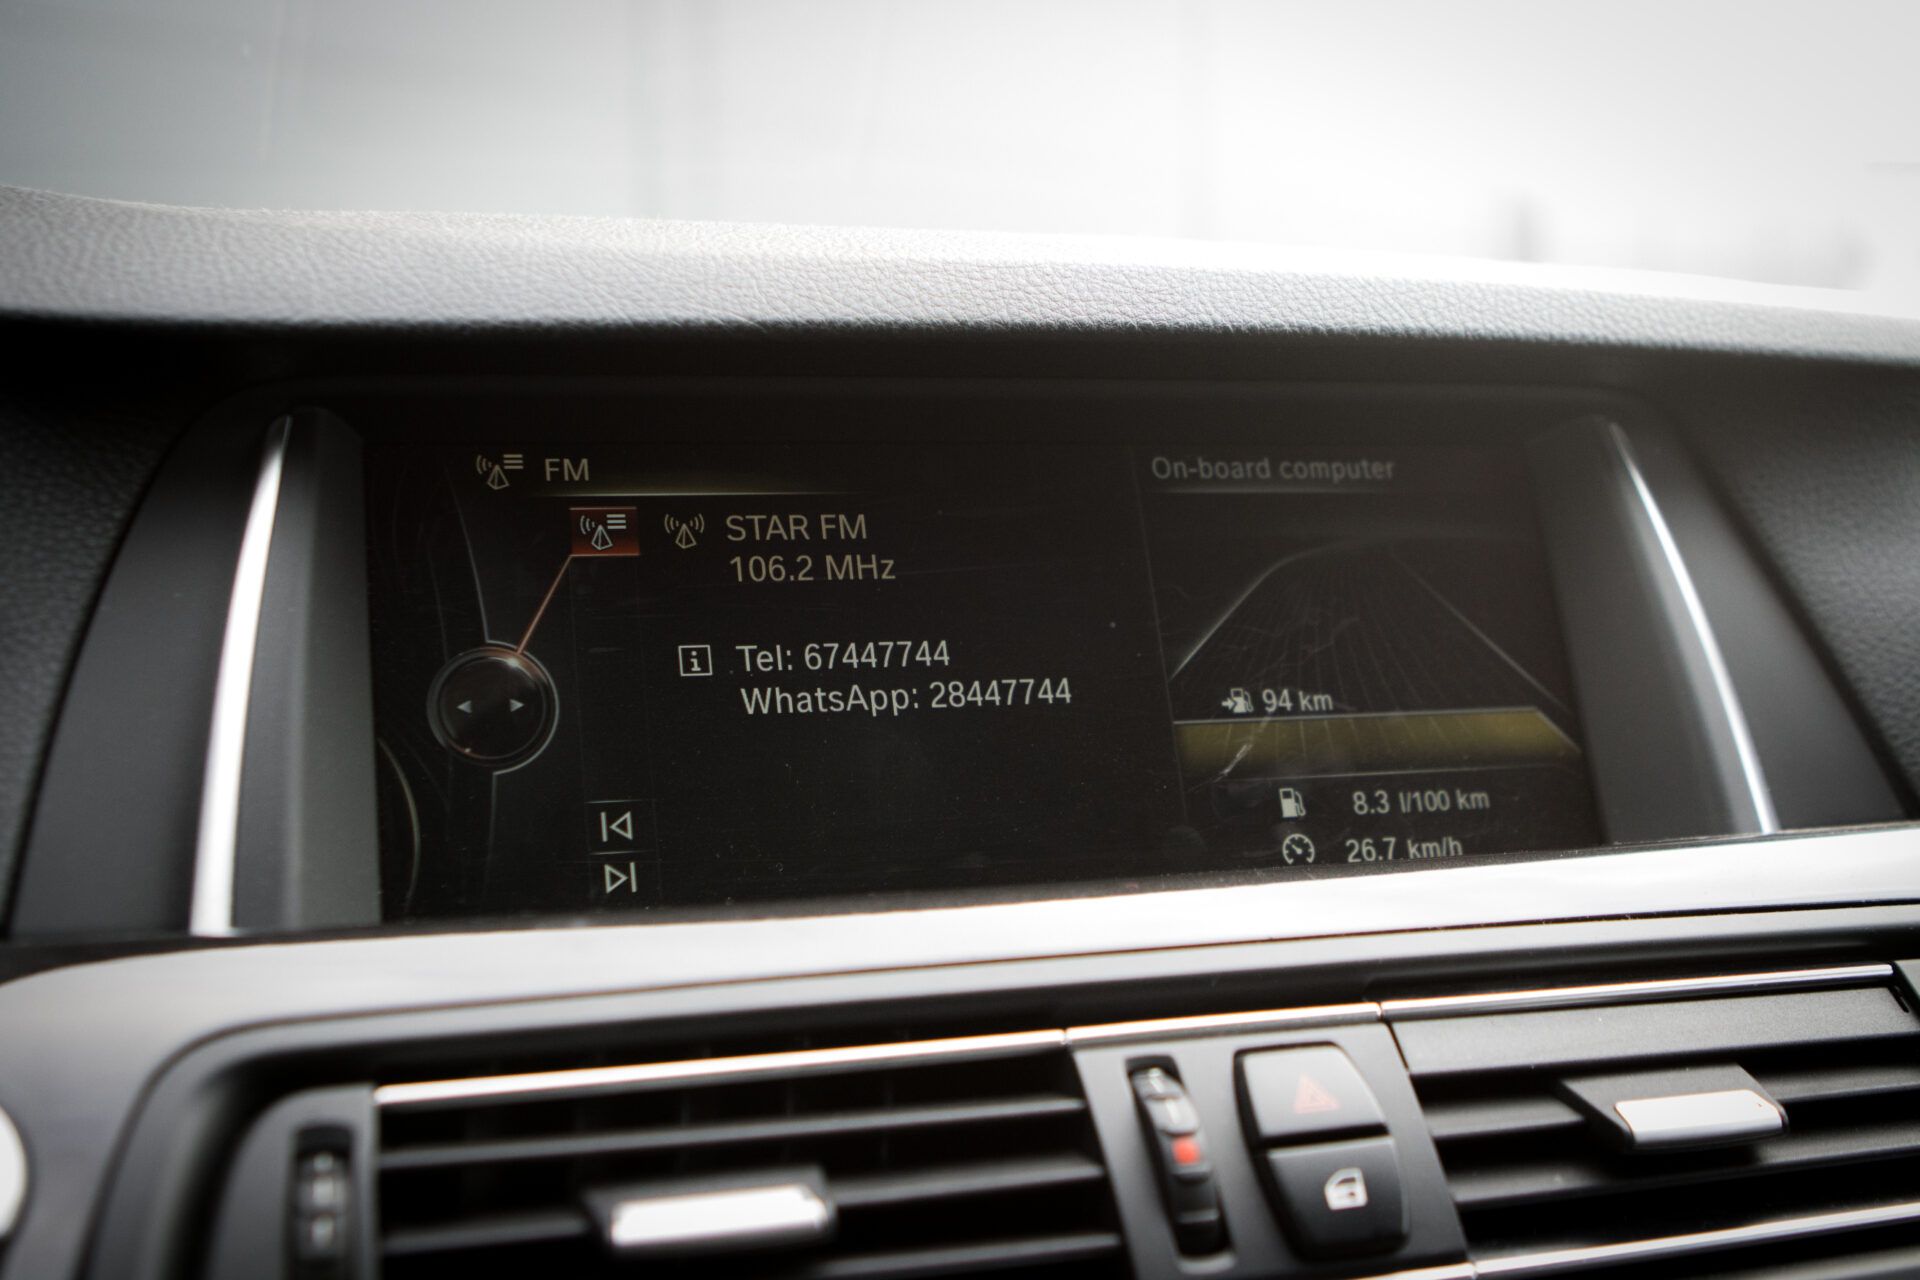 FM
STAR FM
106.2 MHz
Tel: 67447744
WhatsApp: 28447744
On-board computer
94 km
8.3 l/100 km
26.7 km/h